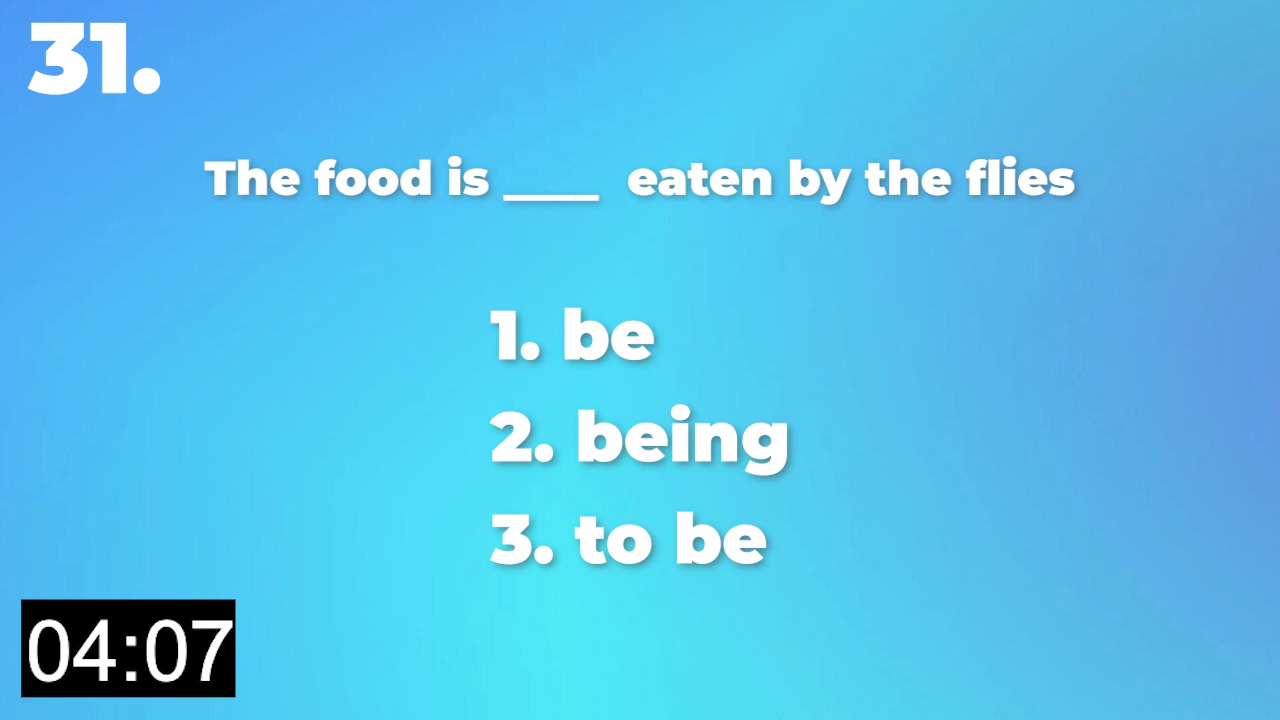 31.
The food is ____ eaten by the flies
1. be
2. being
3. to be
04:07